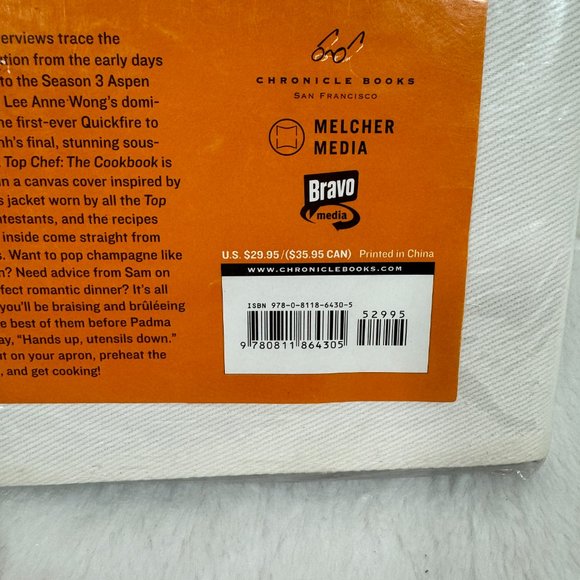 erviews trace the
tion from the early days
to the Season 3 Aspen
Lee Anne Wong's domi-
ne first-ever Quickfire to
nh's final, stunning sous-
Top Chef: The Cookbook is
n a canvas cover inspired by
s jacket worn by all the Top
ntestants, and the recipes
inside come straight from
s. Want to pop champagne like
n? Need advice from Sam on
fect romantic dinner? It's all
you'll be braising and brûléeing
e best of them before Padma
ay, "Hands up, utensils down."
ut on your apron, preheat the
, and get cooking!
CHRONICLE BOOKS
SAN FRANCISCO
MELCHER
MEDIA
Bravo
media
U.S. $29.95/($35.95 CAN) Printed in China
WWW.CHRONICLEBOOKS.COM
ISBN 978-0-8118-6430-5
52995
9 780811 864305